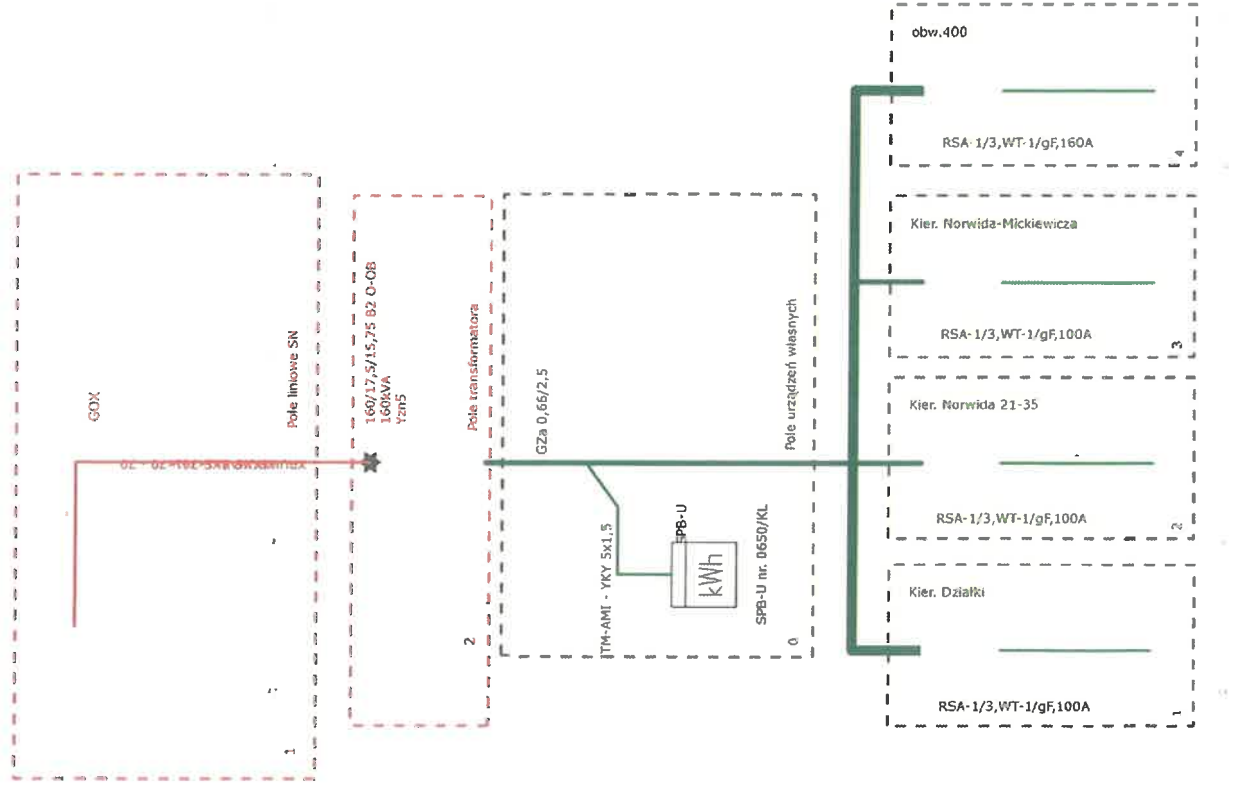 GOX
Pole liniowe SN
1
160/17,5/15,75 B2 O-OB
160kVA
Yzn5
Pole transformatora
2
GZa 0,66/2,5
TM-AMI - YKY 5x1,5
SPB-U
kWh
SPB-U nr. 0650/KL
Pole urządzeń własnych
0
obw.400
RSA-1/3,WT-1/gF,160A
4
Kier. Norwida-Mickiewicza
RSA-1/3,WT-1/gF,100A
3
Kier. Norwida 21-35
RSA-1/3,WT-1/gF,100A
2
Kier. Działki
RSA-1/3,WT-1/gF,100A
1